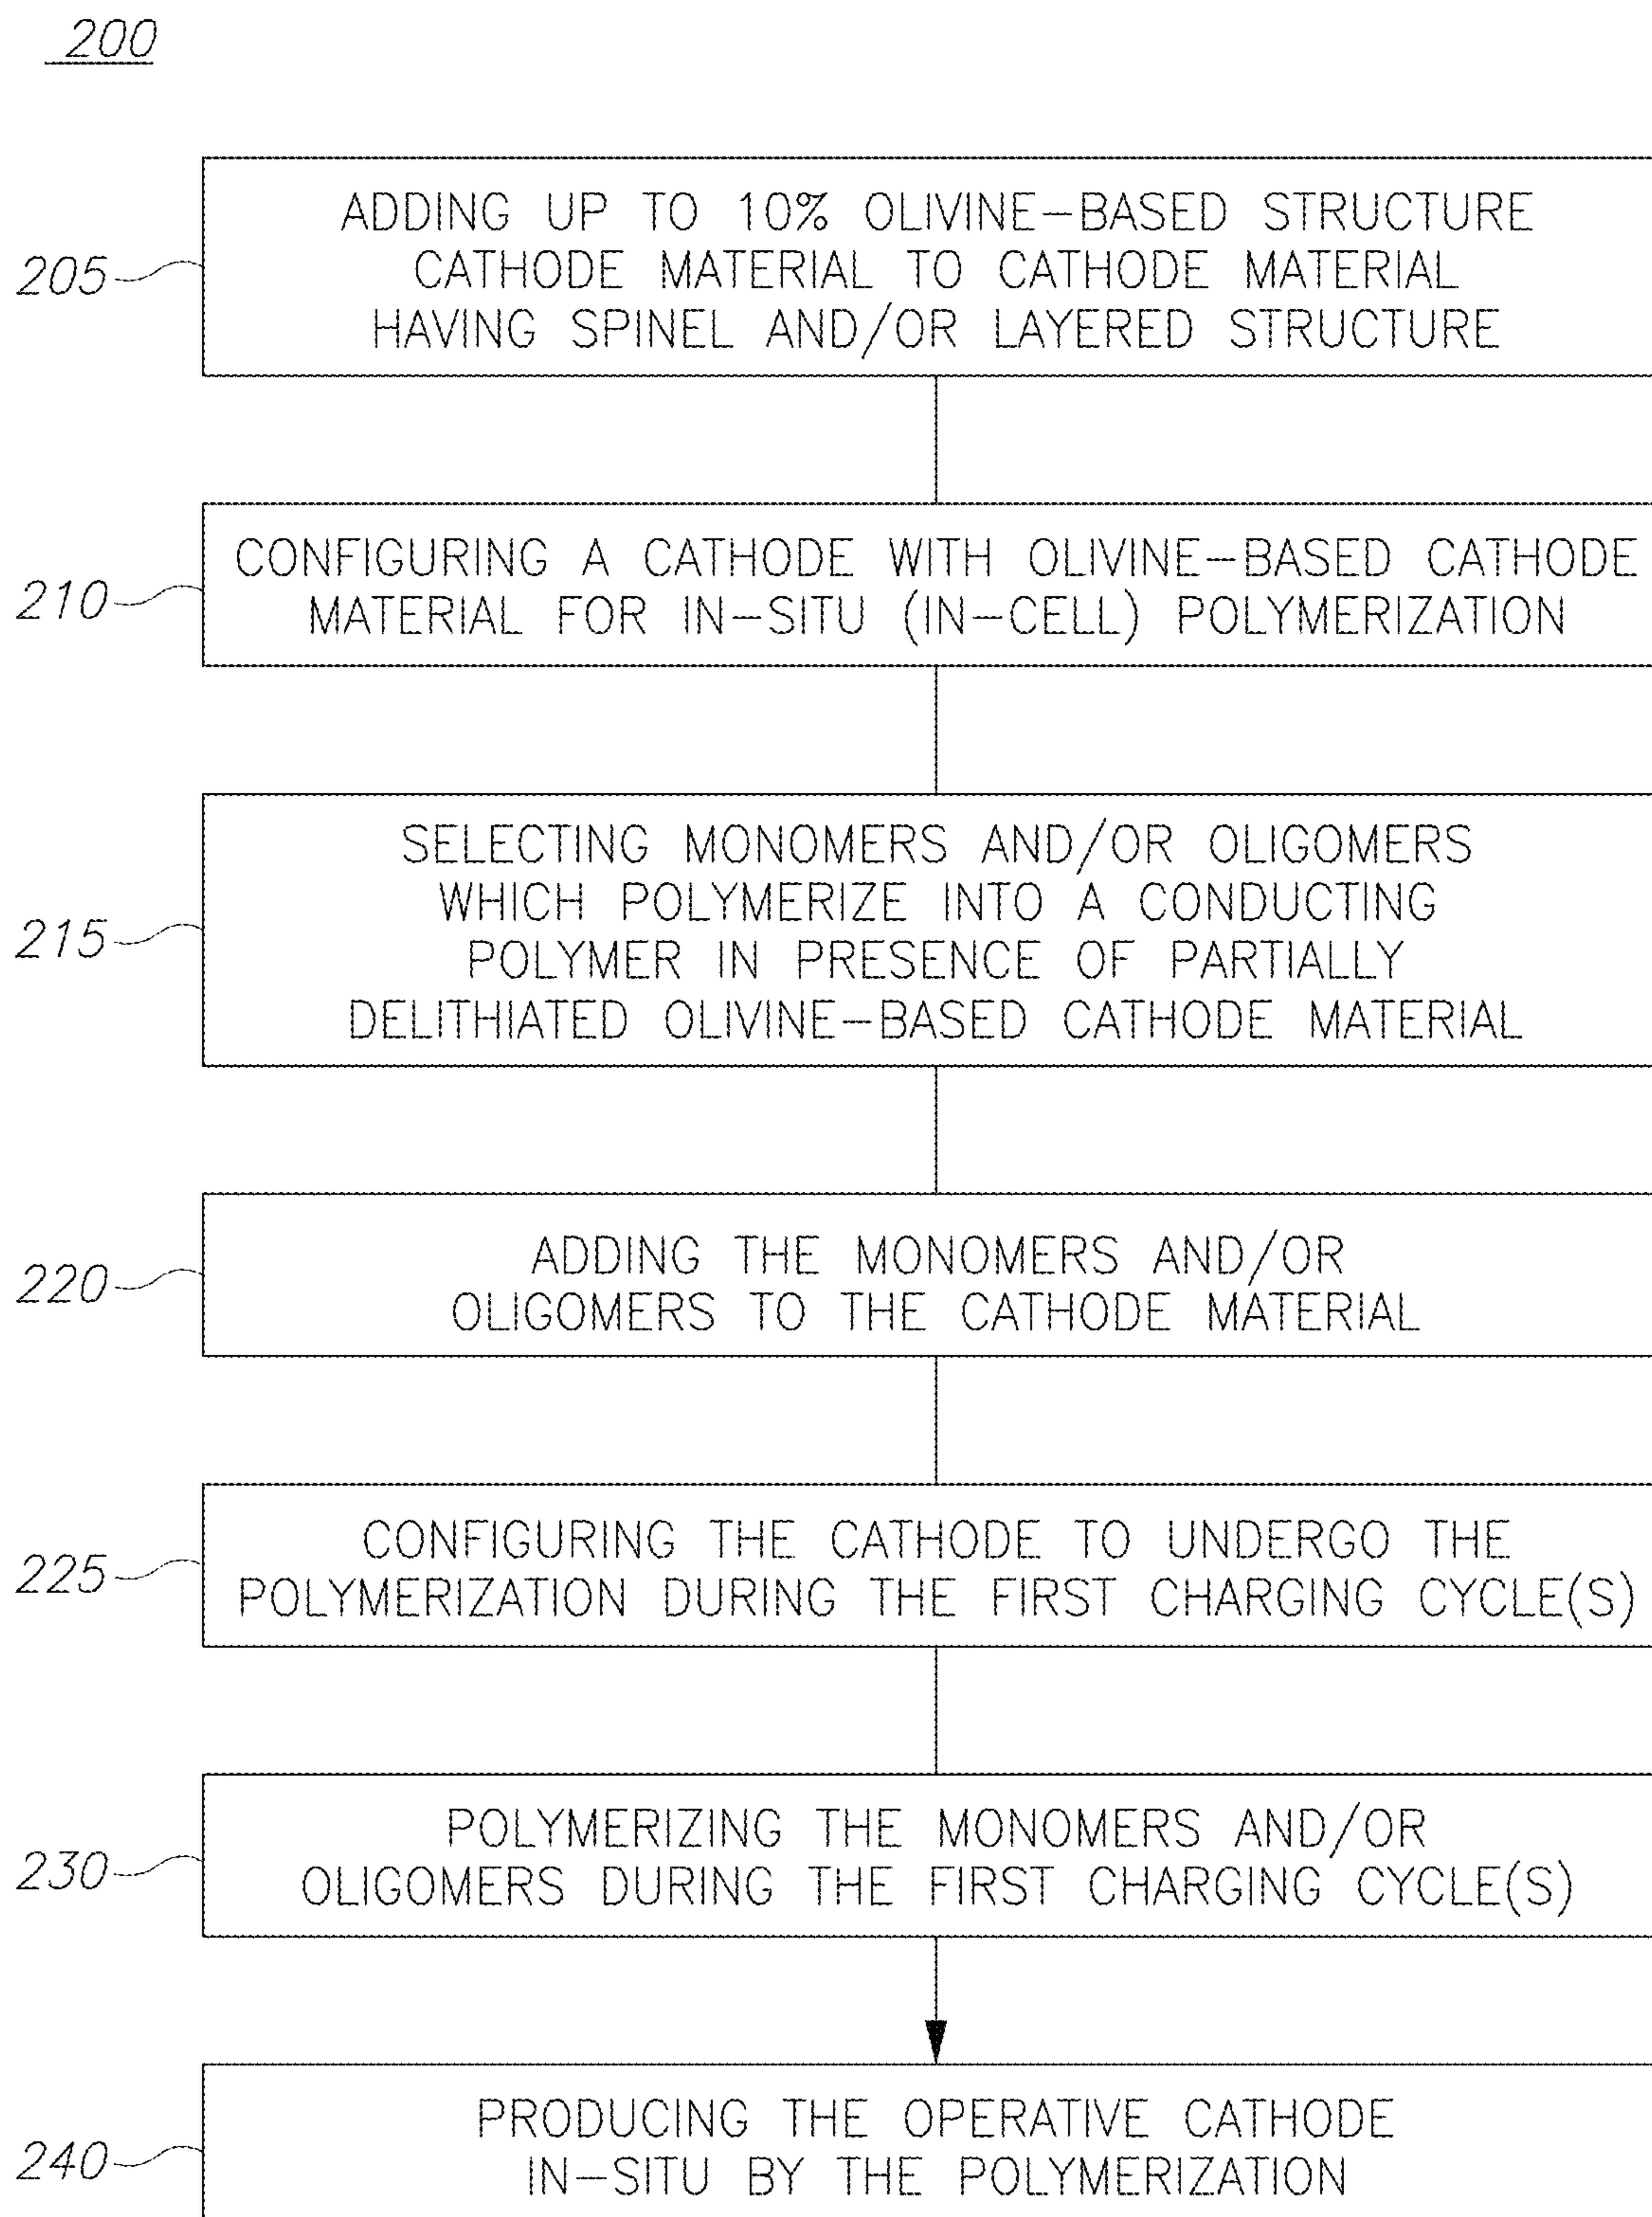 200
205
ADDING UP TO 10% OLIVINE-BASED STRUCTURE
CATHODE MATERIAL TO CATHODE MATERIAL
HAVING SPINEL AND/OR LAYERED STRUCTURE
210
CONFIGURING A CATHODE WITH OLIVINE-BASED CATHODE
MATERIAL FOR IN-SITU (IN-CELL) POLYMERIZATION
215
SELECTING MONOMERS AND/OR OLIGOMERS
WHICH POLYMERIZE INTO A CONDUCTING
POLYMER IN PRESENCE OF PARTIALLY
DELITHIATED OLIVINE-BASED CATHODE MATERIAL
220
ADDING THE MONOMERS AND/OR
OLIGOMERS TO THE CATHODE MATERIAL
225
CONFIGURING THE CATHODE TO UNDERGO THE
POLYMERIZATION DURING THE FIRST CHARGING CYCLE(S)
230
POLYMERIZING THE MONOMERS AND/OR
OLIGOMERS DURING THE FIRST CHARGING CYCLE(S)
240
PRODUCING THE OPERATIVE CATHODE
IN-SITU BY THE POLYMERIZATION